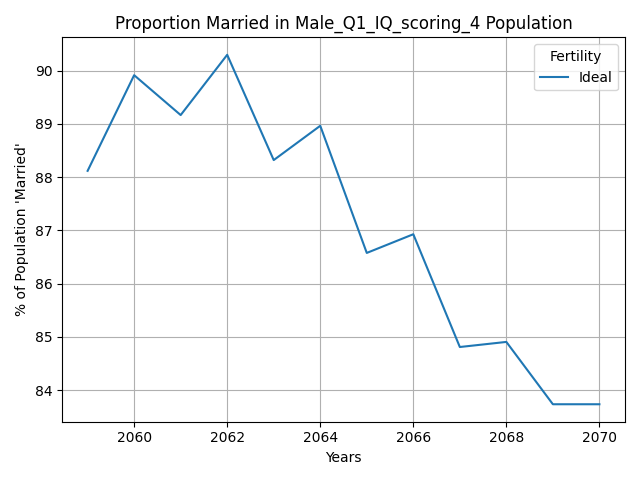 Proportion Married in Male_Q1_IQ_scoring_4 Population
Fertility
Ideal
% of Population 'Married'
90
89
88
87
86
85
84
2060
2062
2064
2066
2068
2070
Years